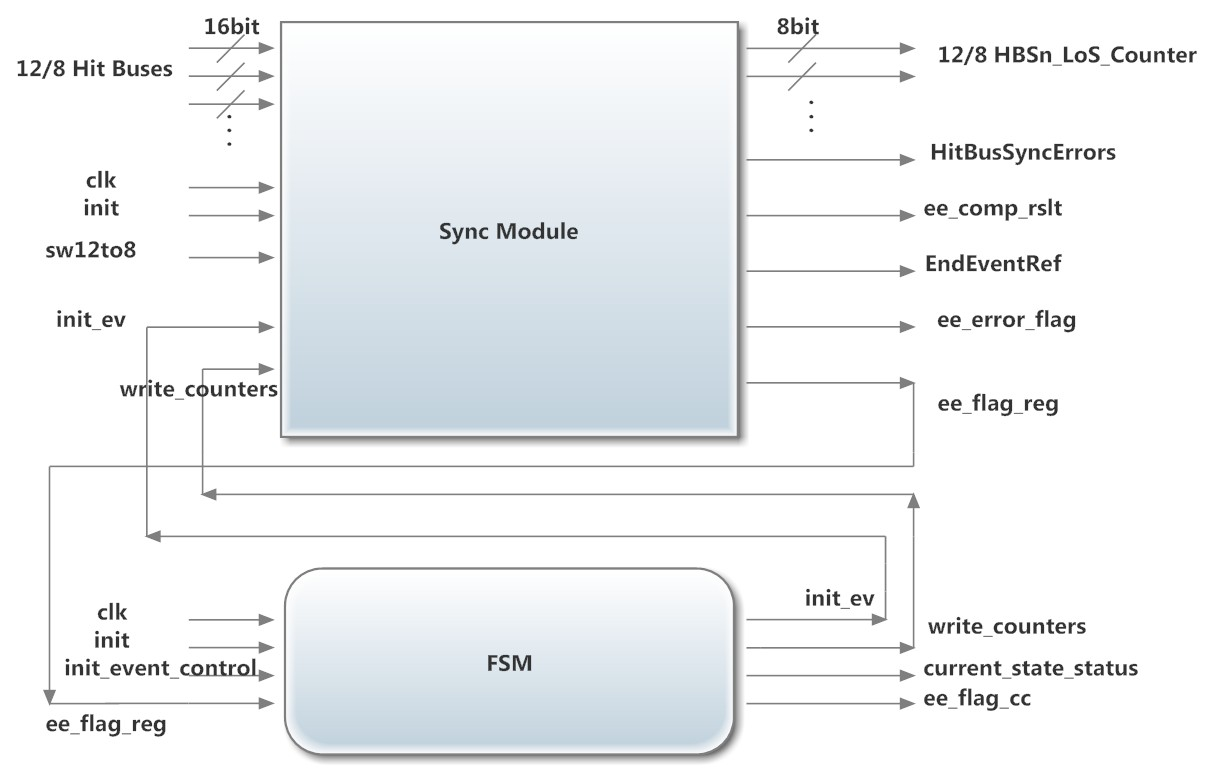 16bit
8bit
12/8 Hit Buses
12/8 HBSn_LoS_Counter
HitBusSyncErrors
clk
init
ee_comp_rslt
Sync Module
sw12to8
EndEventRef
init_ev
ee_error_flag
write_counters
ee_flag_reg
init_ev
clk
write_counters
init
FSM
init_event_control
current_state_status
ee_flag_cc
ee_flag_reg